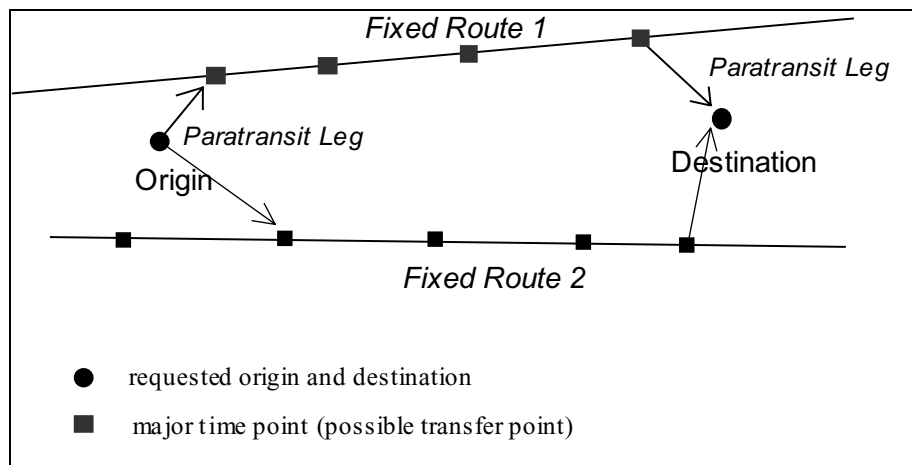 Fixed Route 1
Paratransit Leg
Paratransit Leg
Origin
Destination
Fixed Route 2
requested origin and destination
major time point (possible transfer point)